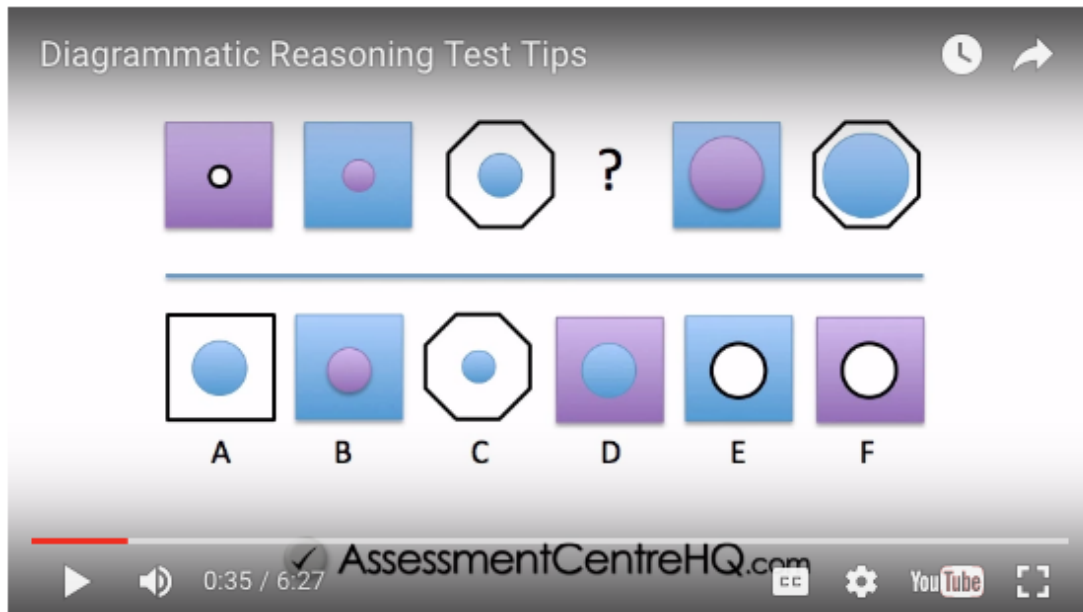 Diagrammatic Reasoning Test Tips
?
A B C D E F
AssessmentCentreHQ.com
0:35 / 6:27 CC YouTube